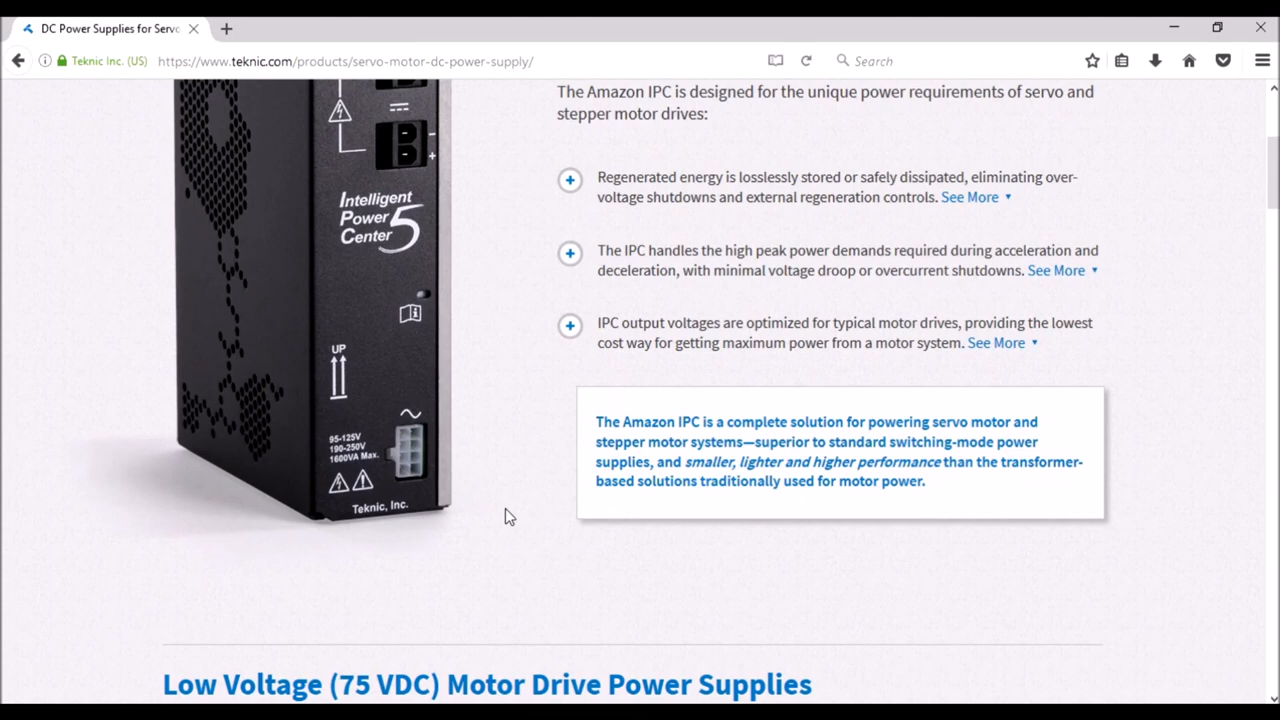 DC Power Supplies for Servo
Teknic Inc. (US)
https://www.teknic.com/products/servo-motor-dc-power-supply/
Search
The Amazon IPC is designed for the unique power requirements of servo and
stepper motor drives:
Regenerated energy is losslessly stored or safely dissipated, eliminating over-
voltage shutdowns and external regeneration controls. See More
The IPC handles the high peak power demands required during acceleration and
deceleration, with minimal voltage droop or overcurrent shutdowns. See More
IPC output voltages are optimized for typical motor drives, providing the lowest
cost way for getting maximum power from a motor system. See More
The Amazon IPC is a complete solution for powering servo motor and
stepper motor systems—superior to standard switching-mode power
supplies, and smaller, lighter and higher performance than the transformer-
based solutions traditionally used for motor power.
- 
+
Intelligent
Power 5
Center
UP
95-125V
190-250V
1600VA Max.
Teknic, Inc.
Low Voltage (75 VDC) Motor Drive Power Supplies